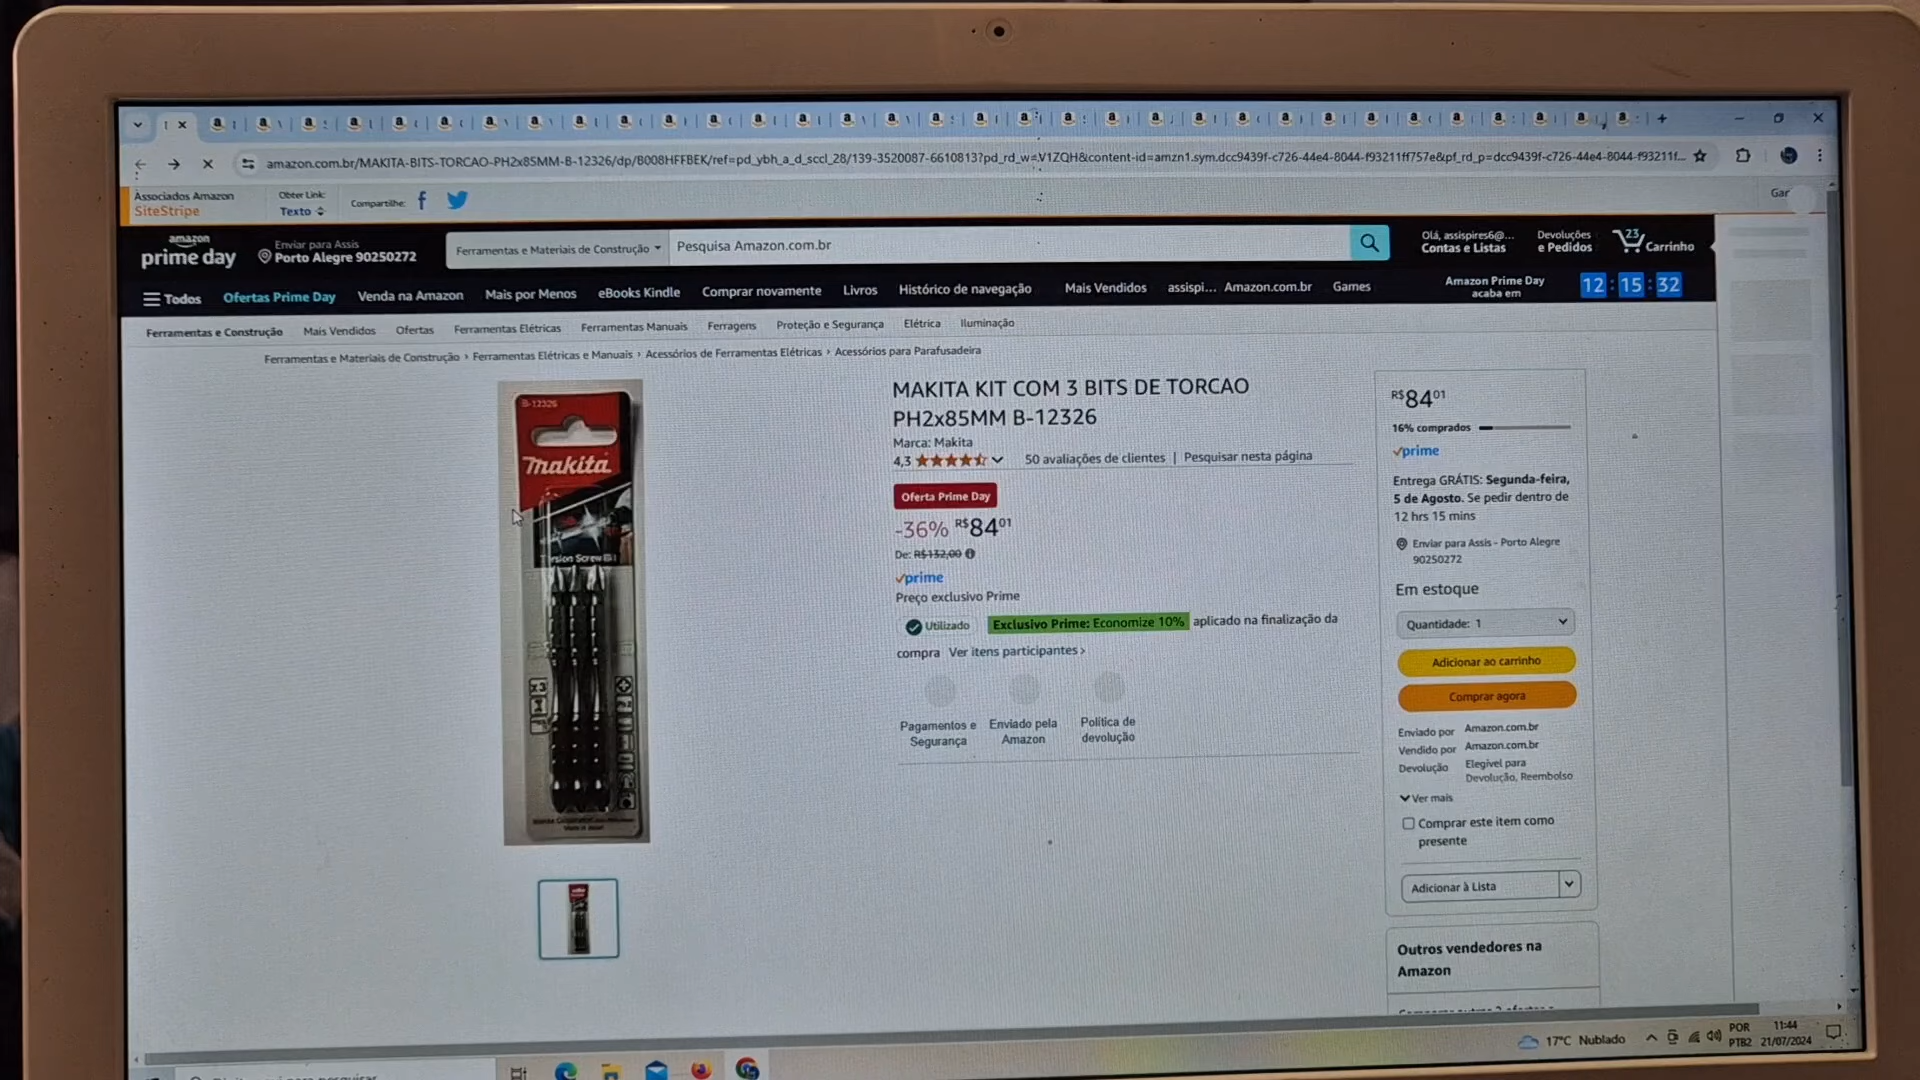 amazon.com.br/MAKITA-BITS-TORCAO-PH2x85MM-B-12326/dp/B008HFFBEK/ref=pd_ybh_a_d_sccl_28/139-3520087-6610813?pd_rd_w=V1ZQH&content-id=amzn1.sym.dcc9439f-c726-44e4-8044-f93211ff757e&pf_rd_p=dcc9439f-c726-44e4-8044-f93211f...
Associados Amazon
SiteStripe
Obter Link:
Texto
Compartilhe:
amazon
prime day
Enviar para Assis
Porto Alegre 90250272
Ferramentas e Materiais de Construção
Pesquisa Amazon.com.br
Olá, assispires6@...
Contas e Listas
Devoluções
e Pedidos
23
Carrinho
Todos
Ofertas Prime Day
Venda na Amazon
Mais por Menos
eBooks Kindle
Comprar novamente
Livros
Histórico de navegação
Mais Vendidos
assispi... Amazon.com.br
Games
Amazon Prime Day
acaba em
12 : 15 : 32
Ferramentas e Construção
Mais Vendidos
Ofertas
Ferramentas Elétricas
Ferramentas Manuais
Ferragens
Proteção e Segurança
Elétrica
Iluminação
Ferramentas e Materiais de Construção › Ferramentas Elétricas e Manuais › Acessórios de Ferramentas Elétricas › Acessórios para Parafusadeira
B-12326
makita
x3
MAKITA KIT COM 3 BITS DE TORCAO
PH2x85MM B-12326
Marca: Makita
4,3
50 avaliações de clientes | Pesquisar nesta página
Oferta Prime Day
-36% R$8401
De: R$132,00
prime
Preço exclusivo Prime
Utilizado
Exclusivo Prime: Economize 10% aplicado na finalização da
compra Ver itens participantes ›
Pagamentos e
Segurança
Enviado pela
Amazon
Política de
devolução
R$8401
16% comprados
prime
Entrega GRÁTIS: Segunda-feira,
5 de Agosto. Se pedir dentro de
12 hrs 15 mins
Enviar para Assis - Porto Alegre
90250272
Em estoque
Quantidade: 1
Adicionar ao carrinho
Comprar agora
Enviado por Amazon.com.br
Vendido por Amazon.com.br
Devolução Elegível para
Devolução, Reembolso
Ver mais
Comprar este item como
presente
Adicionar à Lista
Outros vendedores na
Amazon
17°C Nublado
POR
PTB2
11:44
21/07/2024